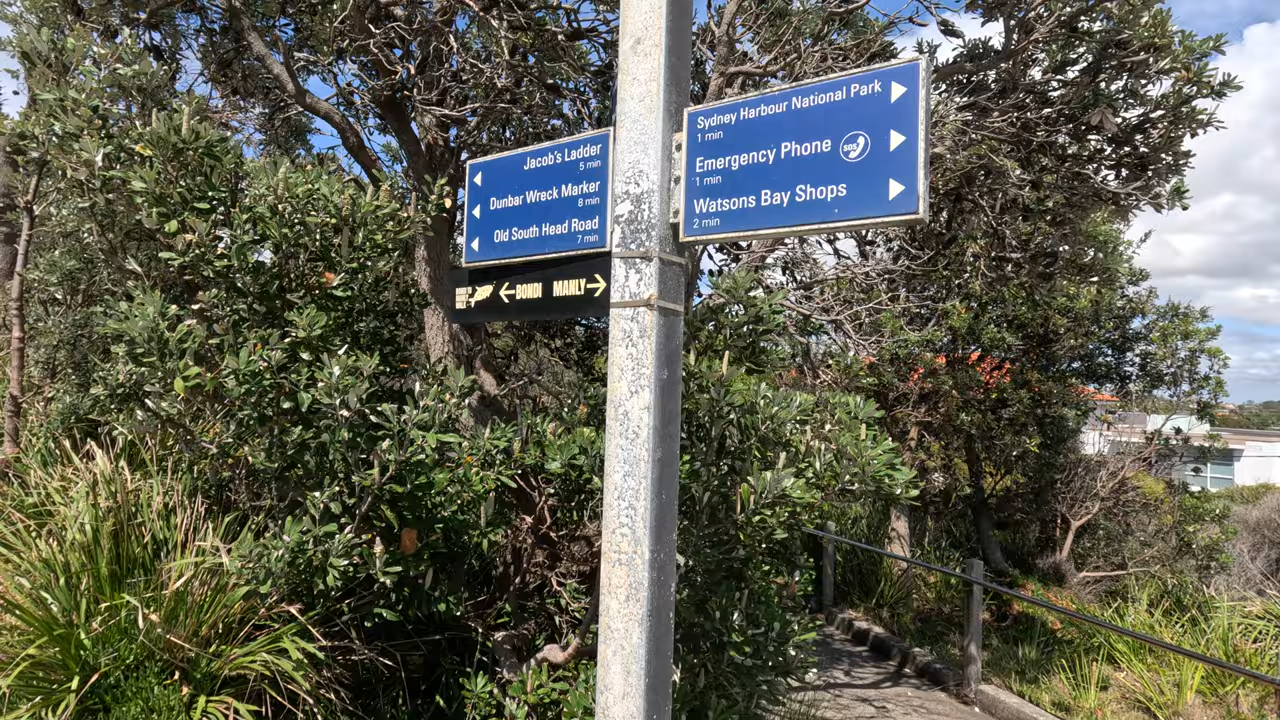 Jacob's Ladder
5 min
Dunbar Wreck Marker
8 min
Old South Head Road
7 min
BONDI MANLY
Sydney Harbour National Park
1 min
Emergency Phone SOS
1 min
Watsons Bay Shops
2 min